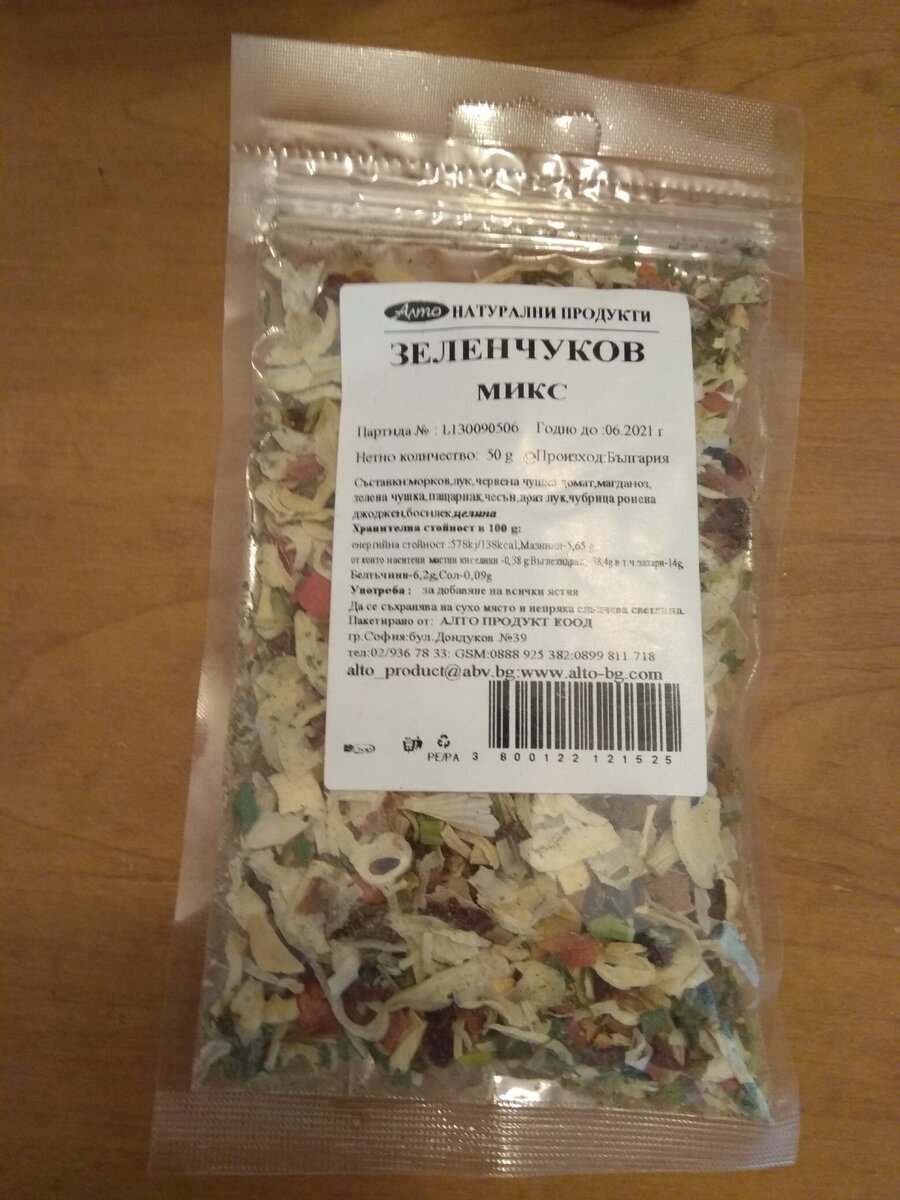 Алто НАТУРАЛНИ ПРОДУКТИ
ЗЕЛЕНЧУКОВ
МИКС
Партида № : L130090506 Годно до :06.2021 г
Нетно количество: 50 g Произход:България
Съставки:морков,лук,червена чушка,домат,магданоз,
зелена чушка,пащърнак,чесън,праз лук,чубрица ронена
джоджен,босилек,целина
Хранителна стойност в 100 g:
енергийна стойност :578kj/138kcal,Мазнини-5,65 g
от които наситени мастни киселини -0,38 g:Въглехидрати-38,4g в т.ч.захари-14g,
Белтъчини-6,2g,Сол-0,09g
Употреба : за добавяне на всички ястия
Да се съхранява на сухо място и непряка слънчева светлина.
Пакетирано от: АЛГО ПРОДУКТ ЕООД
гр.София:бул.Дондуков №39
тел:02/936 78 33: GSM:0888 925 382:0899 811 718
alto_product@abv.bg:www.alto-bg.com
PE/PA 3 800122 121525